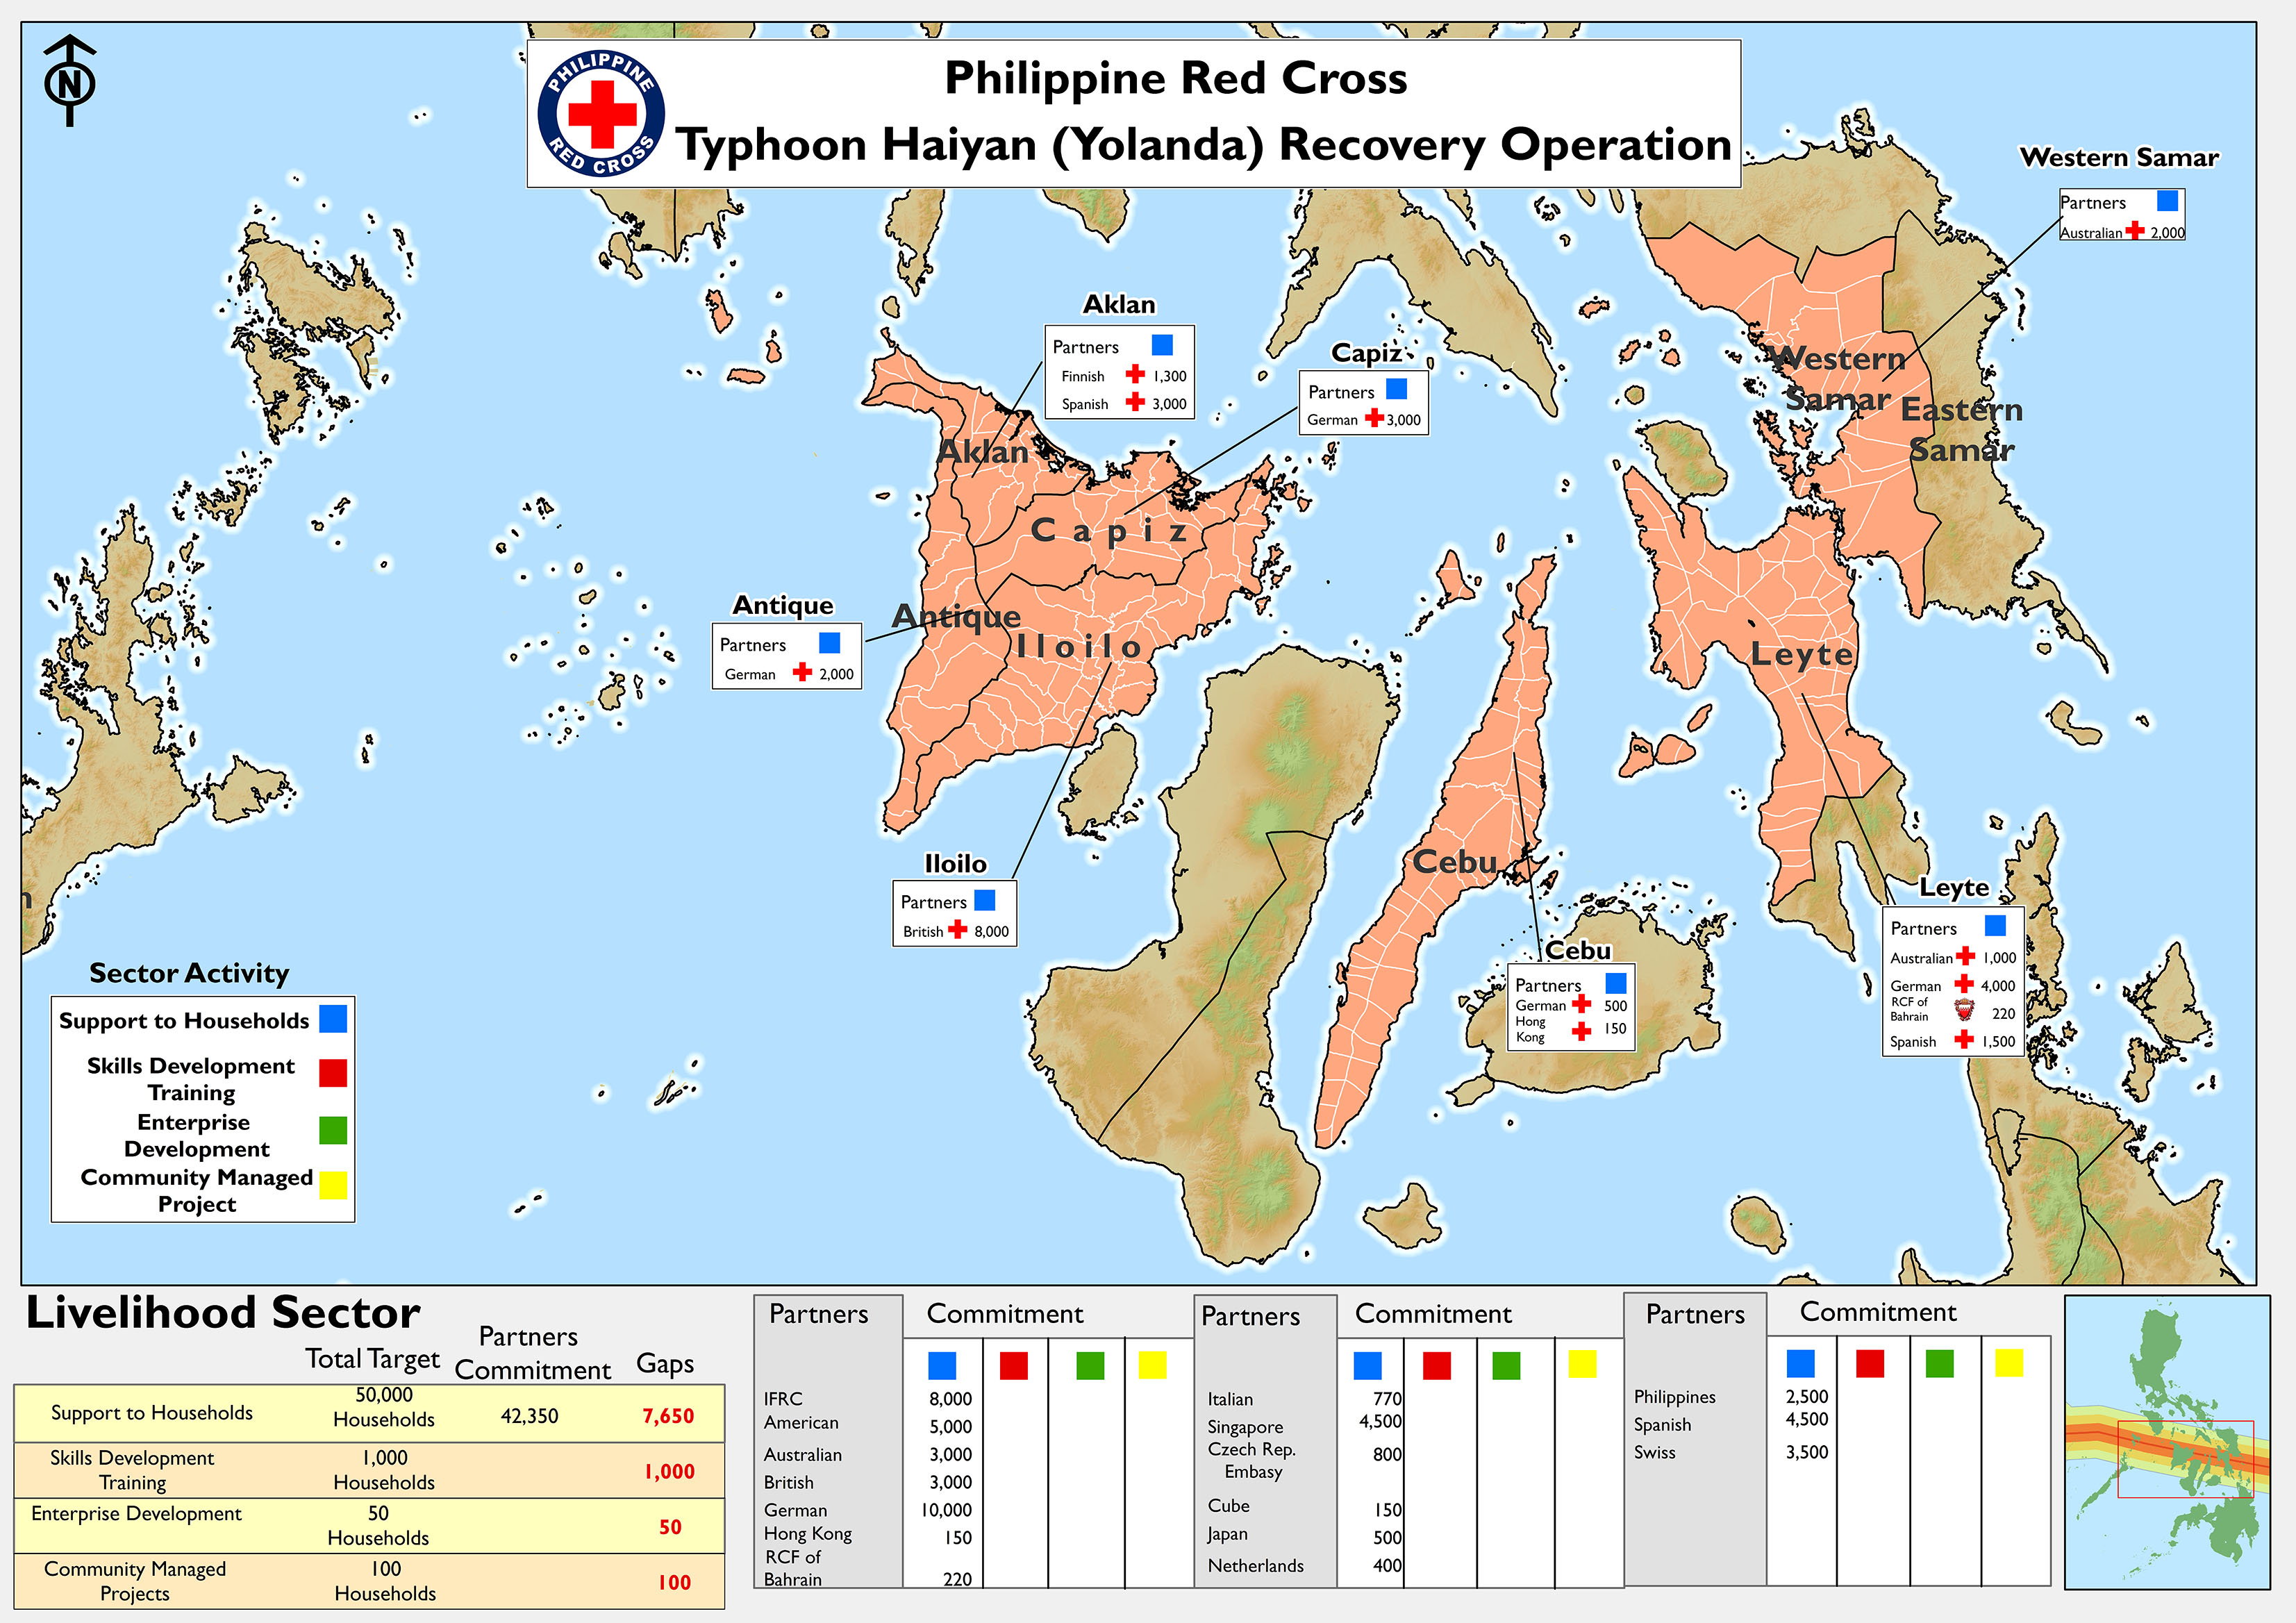 N
PHILIPPINE
RED CROSS
Philippine Red Cross
Typhoon Haiyan (Yolanda) Recovery Operation
Western Samar
Partners
Australian 2,000
Aklan
Partners
Finnish 1,300
Spanish 3,000
Capiz
Partners
German 3,000
Western
Samar
Eastern
Samar
Aklan
Capiz
Antique
Partners
German 2,000
Antique
Iloilo
Leyte
Iloilo
Partners
British 8,000
Cebu
Cebu
Partners
German 500
Hong
Kong 150
Leyte
Partners
Australian 1,000
German 4,000
RCF of
Bahrain 220
Spanish 1,500
n
Sector Activity
Support to Households
Skills Development
Training
Enterprise
Development
Community Managed
Project
Livelihood Sector
Total Target Partners
Commitment Gaps
Support to Households 50,000
Households 42,350 7,650
Skills Development
Training 1,000
Households 1,000
Enterprise Development 50
Households 50
Community Managed
Projects 100
Households 100
Partners Commitment
IFRC 8,000
American 5,000
Australian 3,000
British 3,000
German 10,000
Hong Kong 150
RCF of
Bahrain 220
Partners Commitment
Italian 770
Singapore 4,500
Czech Rep.
Embasy 800
Cube 150
Japan 500
Netherlands 400
Partners Commitment
Philippines 2,500
Spanish 4,500
Swiss 3,500